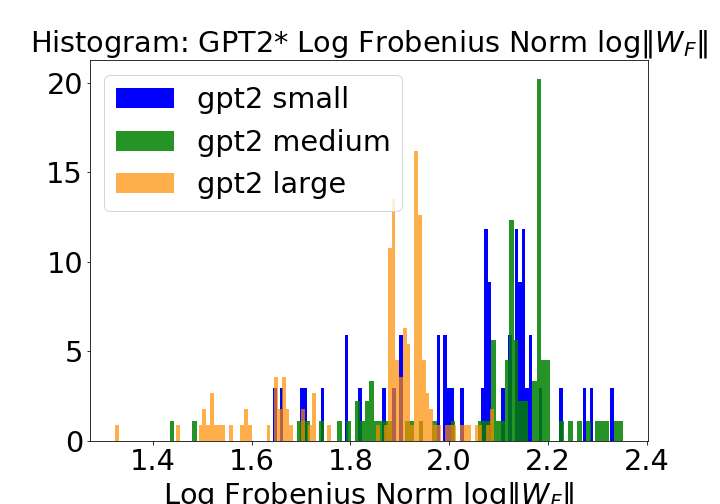 Histogram: GPT2* Log Frobenius Norm log‖W_F‖
gpt2 small
gpt2 medium
gpt2 large
20
15
10
5
0
1.4 1.6 1.8 2.0 2.2 2.4
Log Frobenius Norm log‖W_F‖